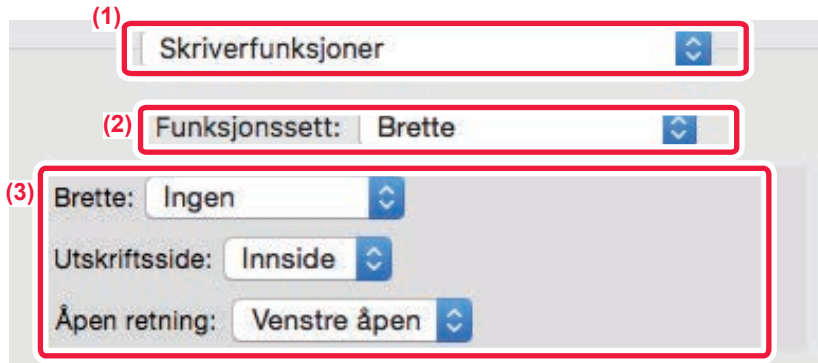 (1)
Skriverfunksjoner
(2) Funksjonssett: Brette
(3)
Brette: Ingen
Utskriftsside: Innside
Åpen retning: Venstre åpen